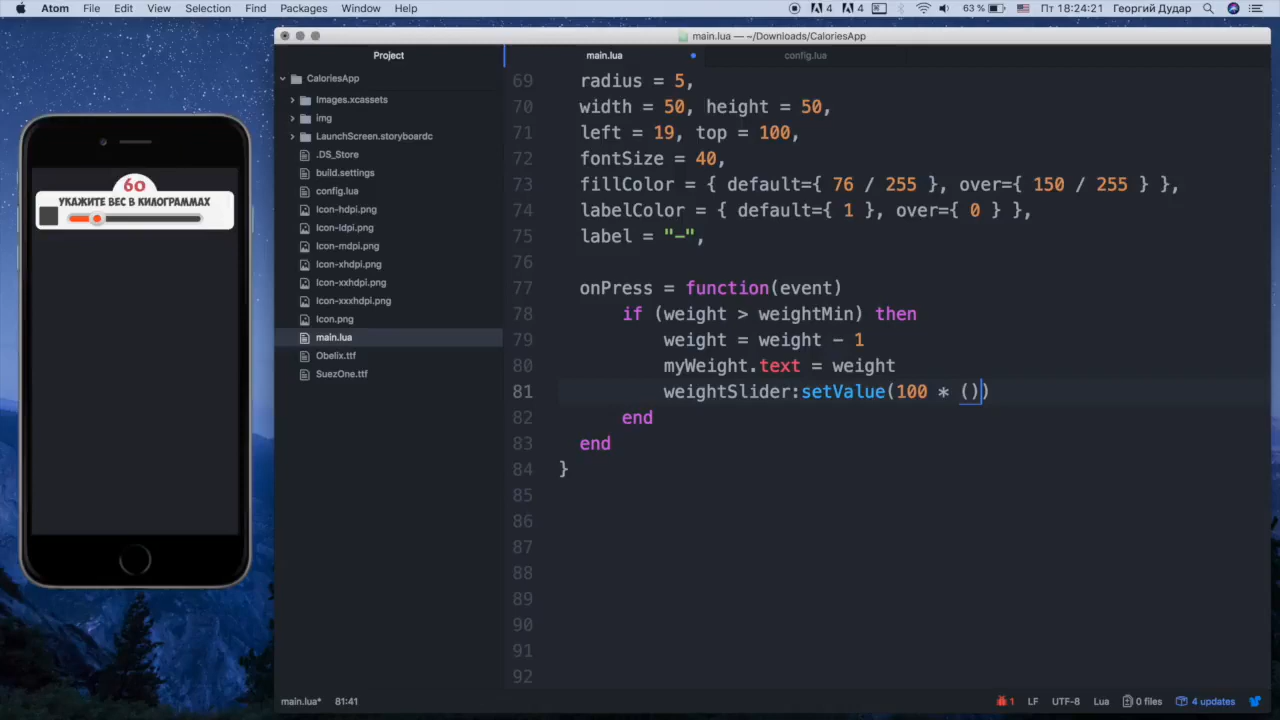 Atom File Edit View Selection Find Packages Window Help 4 4 63 % Пт 18:24:21 Георгий Дудар
main.lua — ~/Downloads/CaloriesApp
Project
main.lua
config.lua
CaloriesApp
Images.xcassets
img
LaunchScreen.storyboardc
.DS_Store
build.settings
config.lua
Icon-hdpi.png
Icon-ldpi.png
Icon-mdpi.png
Icon-xhdpi.png
Icon-xxhdpi.png
Icon-xxxhdpi.png
Icon.png
main.lua
Obelix.ttf
SuezOne.ttf
60
УКАЖИТЕ ВЕС В КИЛОГРАММАХ
69 radius = 5,
70 width = 50, height = 50,
71 left = 19, top = 100,
72 fontSize = 40,
73 fillColor = { default={ 76 / 255 }, over={ 150 / 255 } },
74 labelColor = { default={ 1 }, over={ 0 } },
75 label = "-",
76
77 onPress = function(event)
78 if (weight > weightMin) then
79 weight = weight - 1
80 myWeight.text = weight
81 weightSlider:setValue(100 * ())
82 end
83 end
84 }
85
86
87
88
89
90
91
92
main.lua* 81:41 1 LF UTF-8 Lua 0 files 4 updates